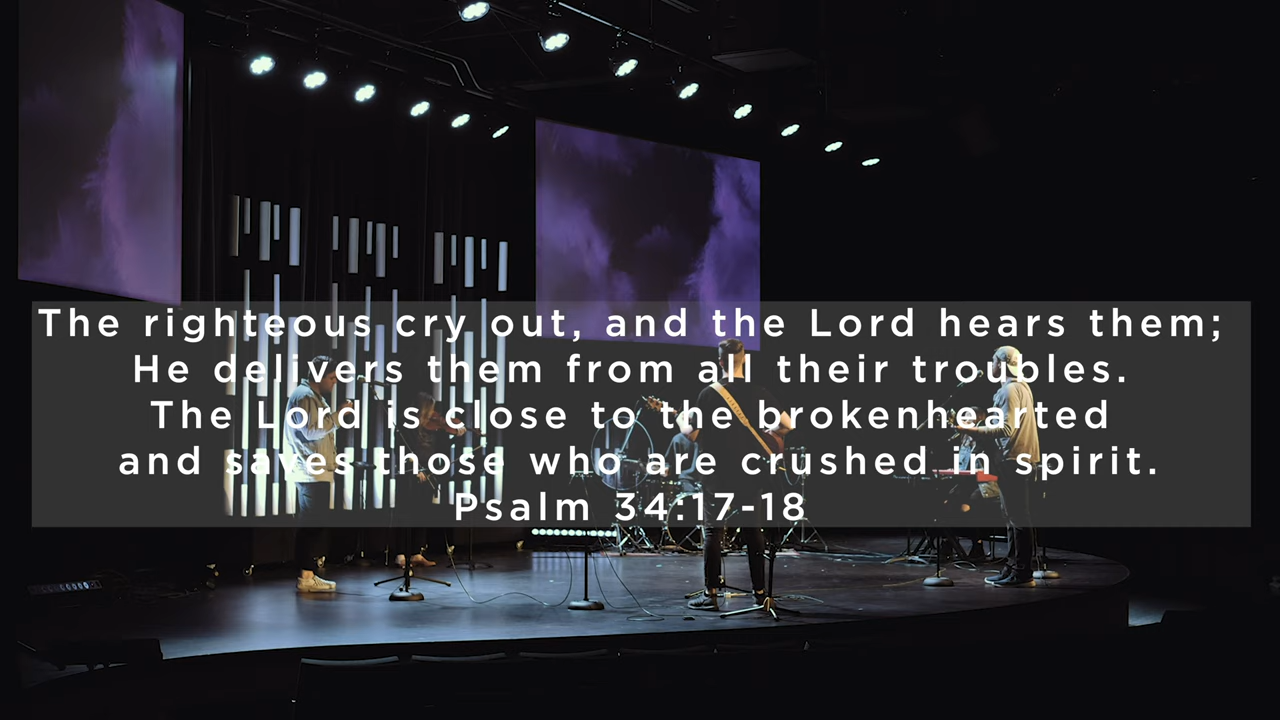 The righteous cry out, and the Lord hears them;
He delivers them from all their troubles.
The Lord is close to the brokenhearted
and saves those who are crushed in spirit.
Psalm 34:17-18